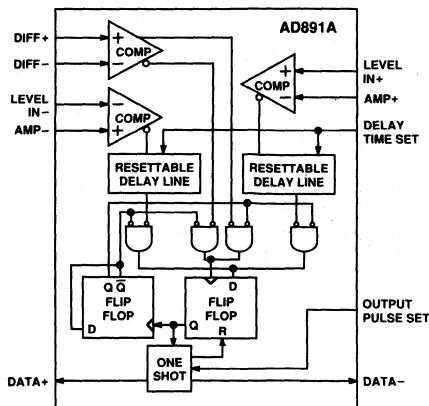 AD891A
DIFF+
DIFF−
+
−
COMP
LEVEL
IN−
AMP−
−
+
COMP
+
−
COMP
LEVEL
IN+
AMP+
DELAY
TIME SET
RESETTABLE
DELAY LINE
RESETTABLE
DELAY LINE
Q Q̅
FLIP
FLOP
D
D
FLIP
FLOP
Q
R
OUTPUT
PULSE SET
ONE
SHOT
DATA+
DATA−